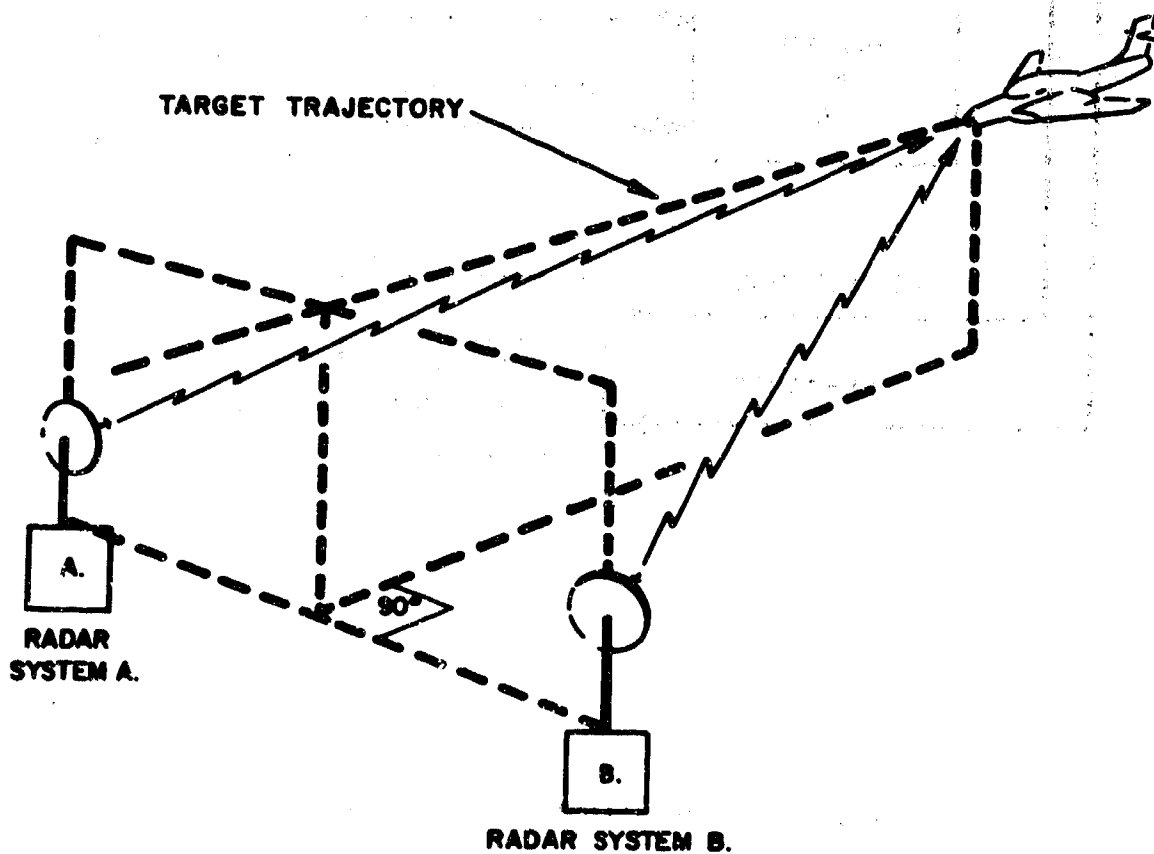 TARGET TRAJECTORY
A.
90°
RADAR
SYSTEM A.
B.
RADAR SYSTEM B.